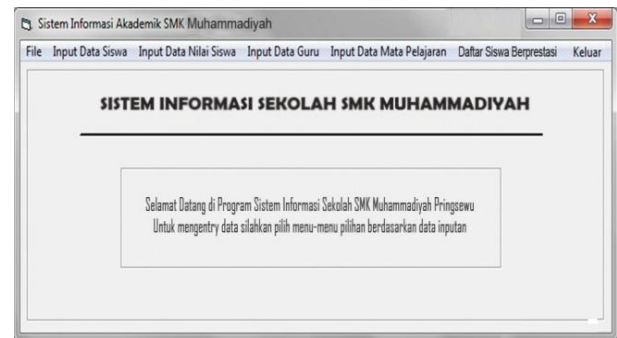 Sistem Informasi Akademik SMK Muhammadiyah
File Input Data Siswa Input Data Nilai Siswa Input Data Guru Input Data Mata Pelajaran Daftar Siswa Berprestasi Keluar
SISTEM INFORMASI SEKOLAH SMK MUHAMMADIYAH
Selamat Datang di Program Sistem Informasi Sekolah SMK Muhammadiyah Pringsewu
Untuk mengentry data silahkan pilih menu-menu pilihan berdasarkan data inputan